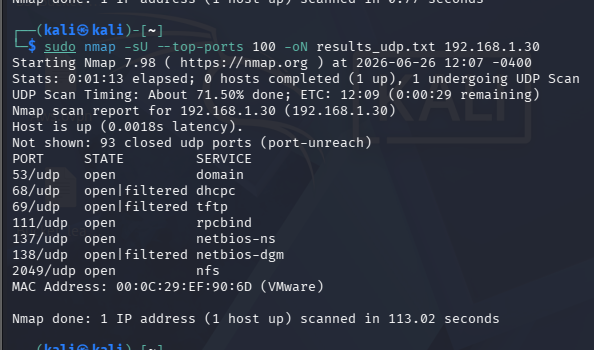 Nmap done: 1 IP address (1 host up) scanned in 0.77 seconds
┌──(kali㉿kali)-[~]
└─$ sudo nmap -sU --top-ports 100 -oN results_udp.txt 192.168.1.30
Starting Nmap 7.98 ( https://nmap.org ) at 2026-06-26 12:07 -0400
Stats: 0:01:13 elapsed; 0 hosts completed (1 up), 1 undergoing UDP Scan
UDP Scan Timing: About 71.50% done; ETC: 12:09 (0:00:29 remaining)
Nmap scan report for 192.168.1.30 (192.168.1.30)
Host is up (0.0018s latency).
Not shown: 93 closed udp ports (port-unreach)
PORT     STATE         SERVICE
53/udp   open          domain
68/udp   open|filtered dhcpc
69/udp   open|filtered tftp
111/udp  open          rpcbind
137/udp  open          netbios-ns
138/udp  open|filtered netbios-dgm
2049/udp open          nfs
MAC Address: 00:0C:29:EF:90:6D (VMware)
Nmap done: 1 IP address (1 host up) scanned in 113.02 seconds
┌──(kali㉿kali)-[~]